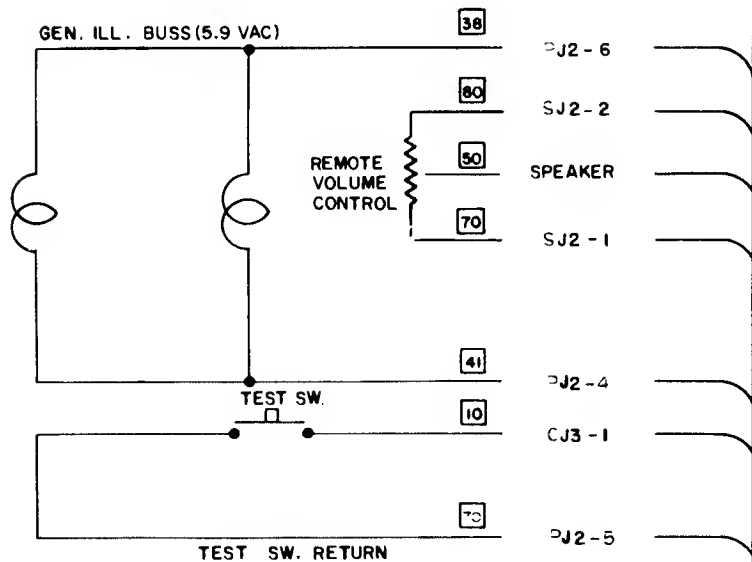 GEN. ILL. BUSS (5.9 VAC)
38
PJ2-6
80
SJ2-2
REMOTE
VOLUME
CONTROL
50
SPEAKER
70
SJ2-1
41
PJ2-4
TEST SW.
10
CJ3-1
PJ2-5
TEST SW. RETURN